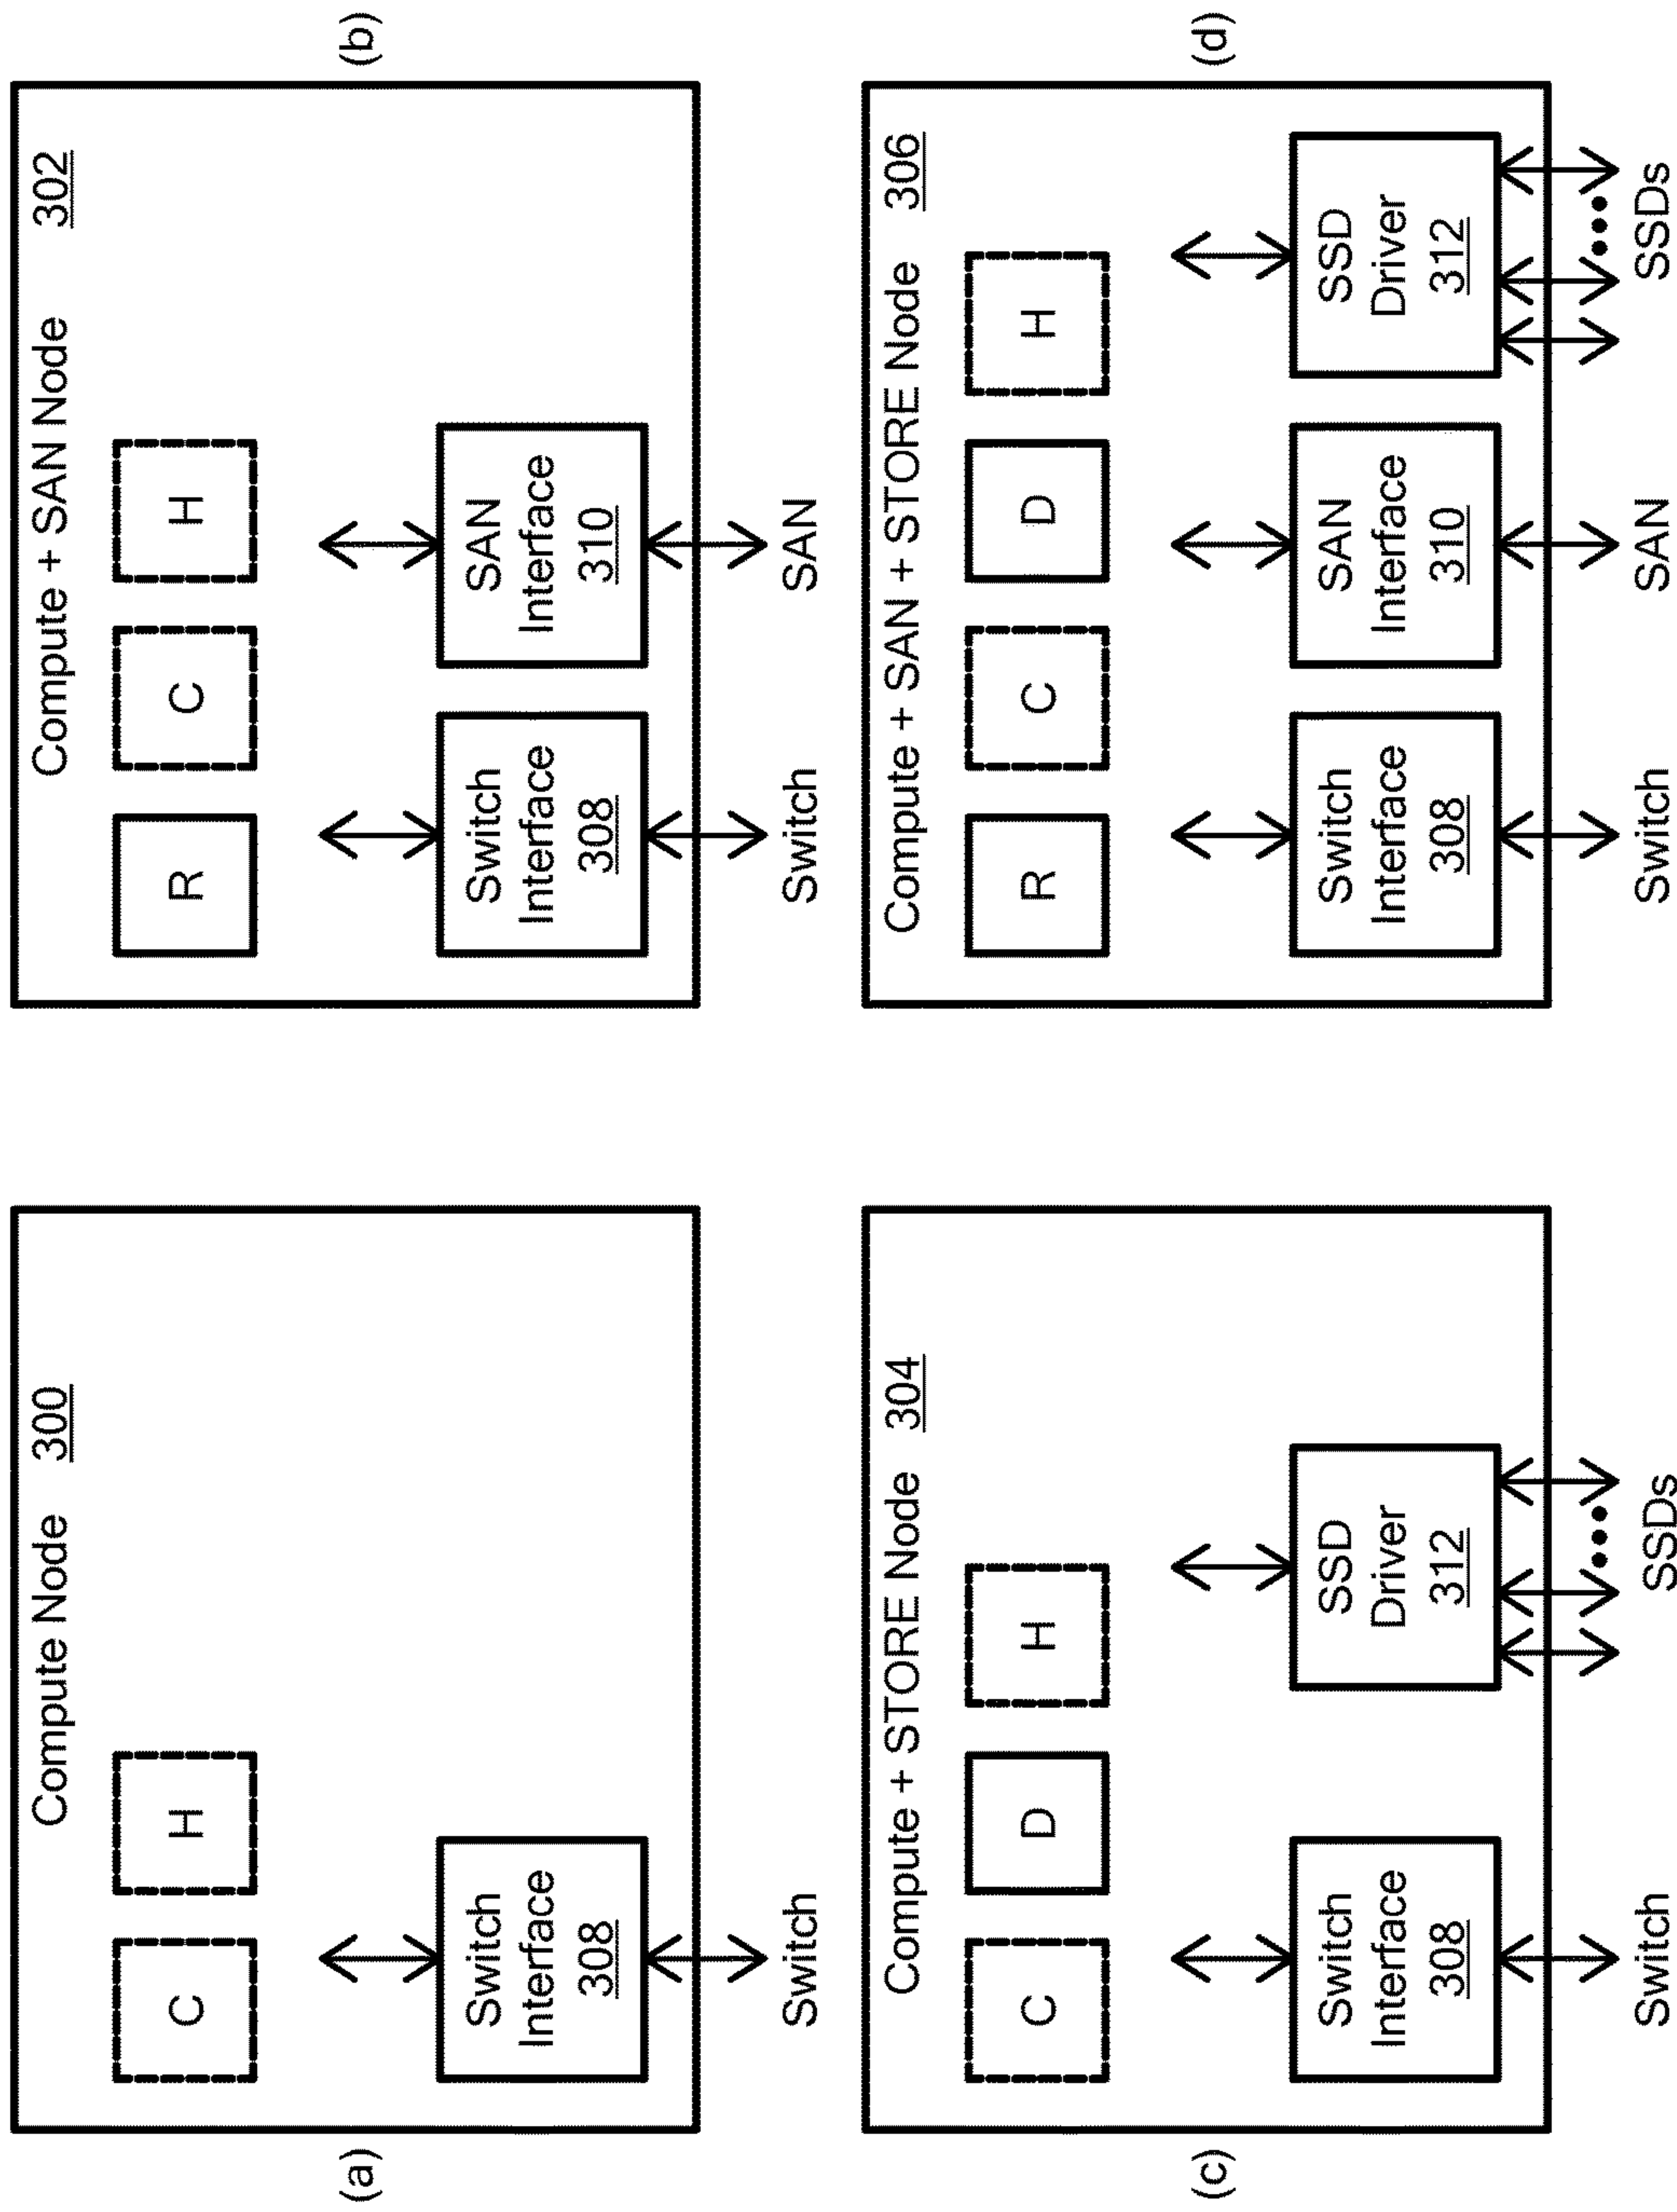 (a)
Compute Node 300
C
H
Switch
Interface
308
Switch
(b)
Compute + SAN Node 302
R
C
H
Switch
Interface
308
SAN
Interface
310
Switch
SAN
(c)
Compute + STORE Node 304
C
D
H
Switch
Interface
308
SSD
Driver
312
Switch
SSDs
(d)
Compute + SAN + STORE Node 306
R
C
D
H
Switch
Interface
308
SAN
Interface
310
SSD
Driver
312
Switch
SAN
SSDs